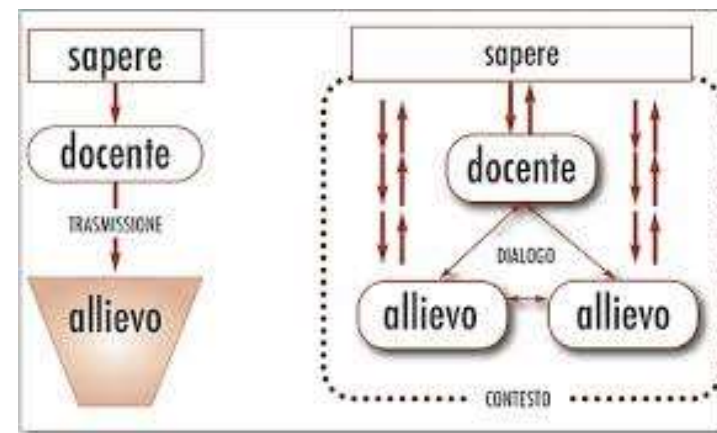 sapere
docente
TRASMISSIONE
allievo
sapere
docente
DIALOGO
allievo
allievo
CONTESTO